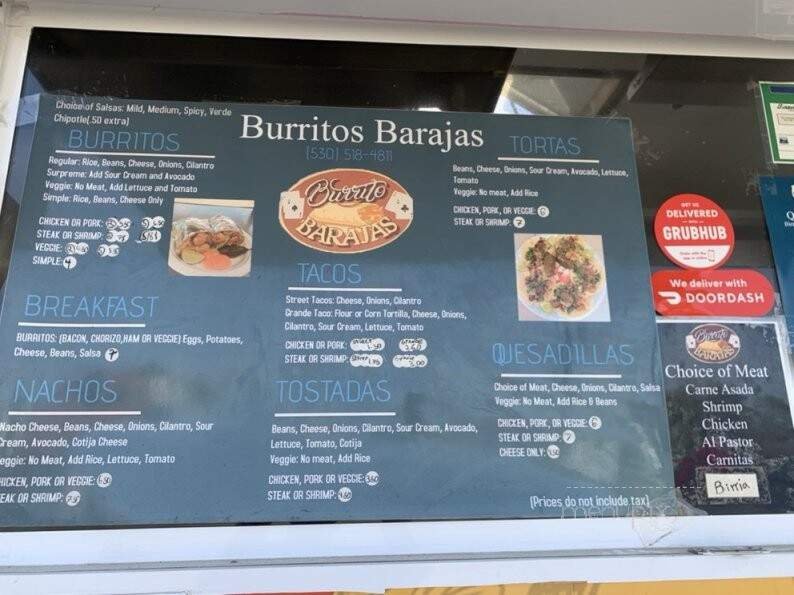 Choice of Salsas: Mild, Medium, Spicy, Verde
Chipotle(.50 extra)
Burritos Barajas
(530) 518-4811
BURRITOS
Regular: Rice, Beans, Cheese, Onions, Cilantro
Surpreme: Add Sour Cream and Avocado
Veggie: No Meat, Add Lettuce and Tomato
Simple: Rice, Beans, Cheese Only
CHICKEN OR PORK:
STEAK OR SHRIMP:
VEGGIE:
SIMPLE: 4
BREAKFAST
BURRITOS: (BACON, CHORIZO,HAM OR VEGGIE) Eggs, Potatoes,
Cheese, Beans, Salsa
NACHOS
Nacho Cheese, Beans, Cheese, Onions, Cilantro, Sour
Cream, Avocado, Cotija Cheese
eggie: No Meat, Add Rice, Lettuce, Tomato
HICKEN, PORK OR VEGGIE:
EAK OR SHRIMP:
Burrito
BARAJAS
TACOS
Street Tacos: Cheese, Onions, Cilantro
Grande Taco: Flour or Corn Tortilla, Cheese, Onions,
Cilantro, Sour Cream, Lettuce, Tomato
CHICKEN OR PORK:
STEAK OR SHRIMP:
TOSTADAS
Beans, Cheese, Onions, Cilantro, Sour Cream, Avocado,
Lettuce, Tomato, Cotija
Veggie: No meat, Add Rice
CHICKEN, PORK OR VEGGIE:
STEAK OR SHRIMP:
TORTAS
Beans, Cheese, Onions, Sour Cream, Avocado, Lettuce,
Tomato
Veggie: No meat, Add Rice
CHICKEN, PORK, OR VEGGIE: 6
STEAK OR SHRIMP: 7
QUESADILLAS
Choice of Meat, Cheese, Onions, Cilantro, Salsa
Veggie: No Meat, Add Rice & Beans
CHICKEN, PORK, OR VEGGIE: 6
STEAK OR SHRIMP: 7
CHEESE ONLY:
(Prices do not include tax)
GET US
DELIVERED
WITH
GRUBHUB
We deliver with
DOORDASH
Burrito
BARAJAS
Choice of Meat
Carne Asada
Shrimp
Chicken
Al Pastor
Carnitas
Birria